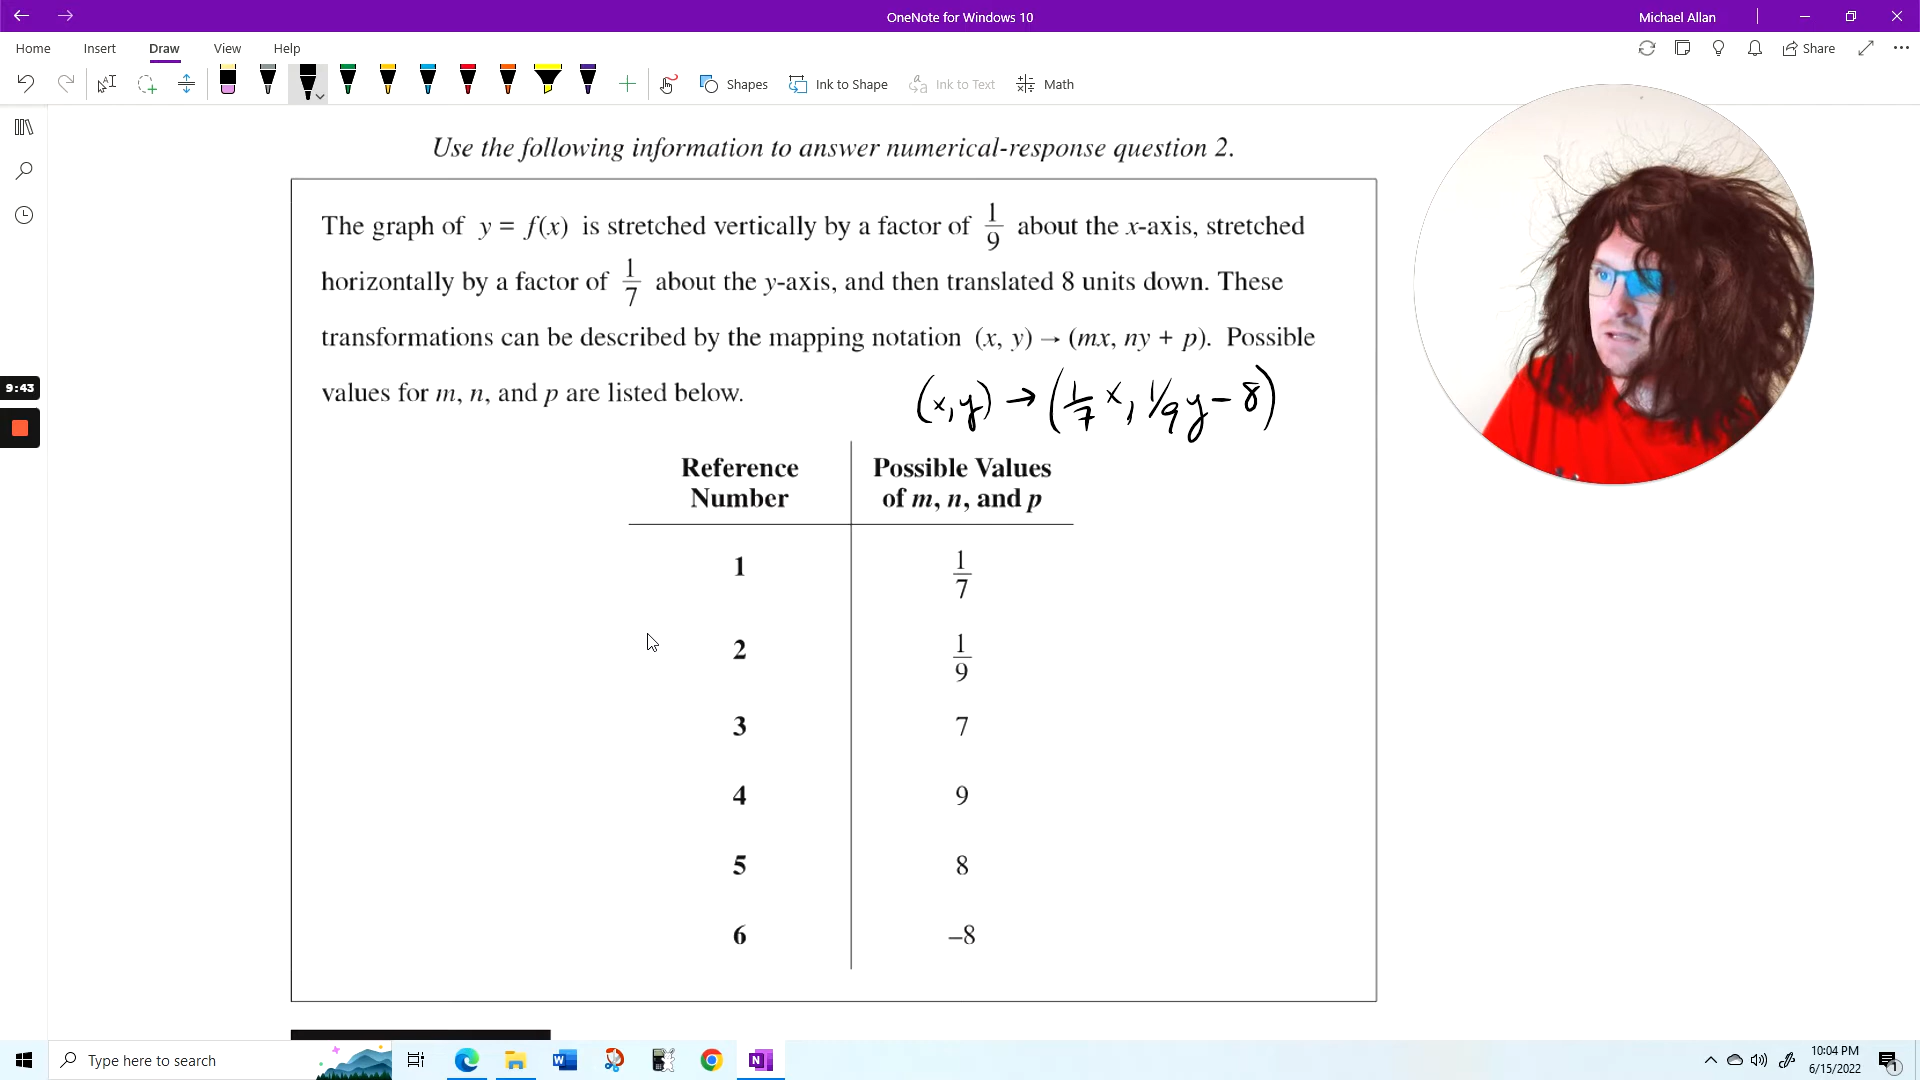 OneNote for Windows 10
Michael Allan
Home Insert Draw View Help
Share
Shapes Ink to Shape Ink to Text Math
Use the following information to answer numerical-response question 2.
The graph of y = f(x) is stretched vertically by a factor of 1/9 about the x-axis, stretched
horizontally by a factor of 1/7 about the y-axis, and then translated 8 units down. These
transformations can be described by the mapping notation (x, y) → (mx, ny + p). Possible
values for m, n, and p are listed below.
(x,y) → (1/7 x, 1/9 y - 8)
9:43
Reference Number Possible Values of m, n, and p
1 1/7
2 1/9
3 7
4 9
5 8
6 –8
Type here to search
10:04 PM
6/15/2022
1